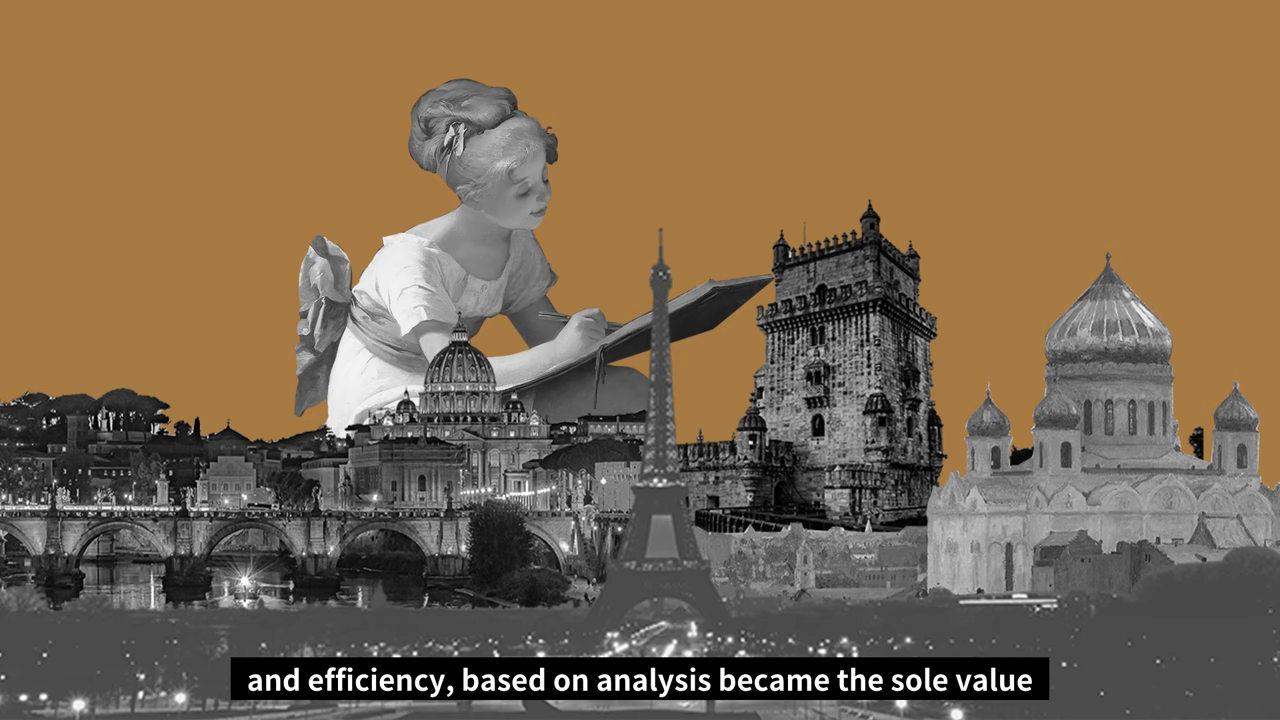 and efficiency, based on analysis became the sole value